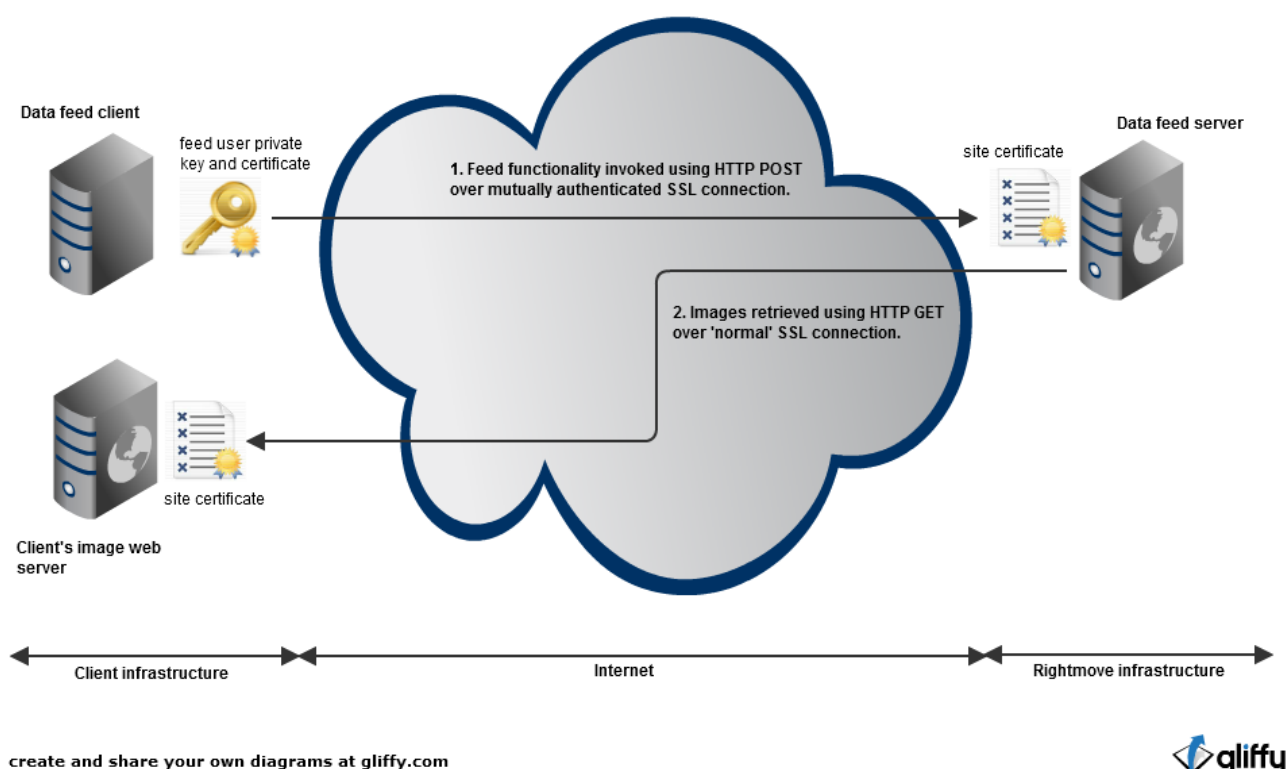 Data feed client
feed user private
key and certificate
1. Feed functionality invoked using HTTP POST
over mutually authenticated SSL connection.
Data feed server
site certificate
2. Images retrieved using HTTP GET
over 'normal' SSL connection.
site certificate
Client's image web
server
Client infrastructure
Internet
Rightmove infrastructure
create and share your own diagrams at gliffy.com
gliffy